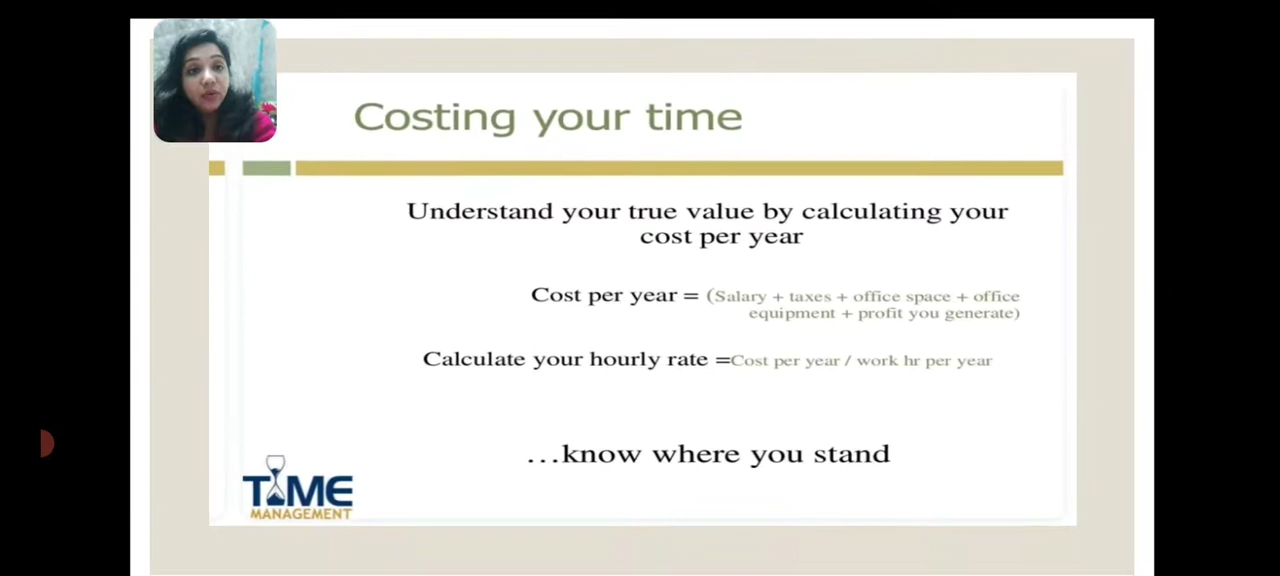 Costing your time
Understand your true value by calculating your
cost per year
Cost per year = (Salary + taxes + office space + office
equipment + profit you generate)
Calculate your hourly rate =Cost per year / work hr per year
...know where you stand
TIME
MANAGEMENT